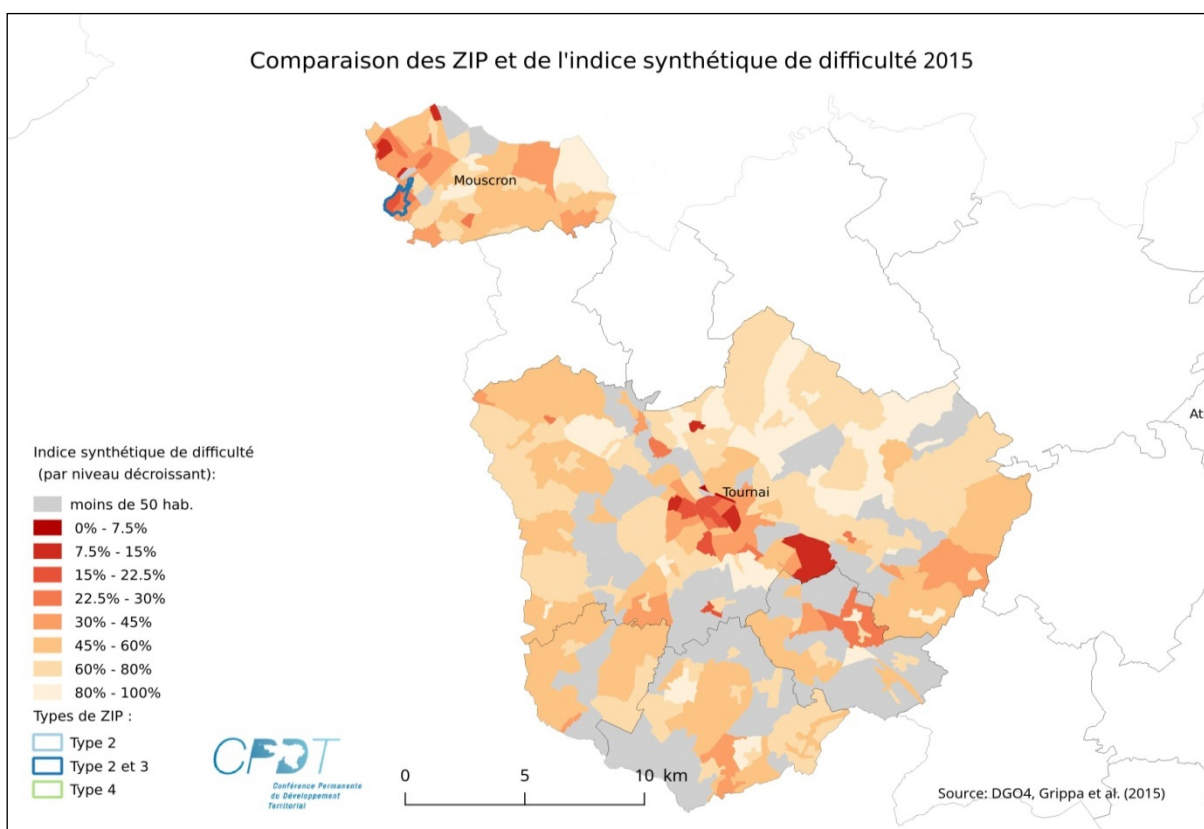 Comparaison des ZIP et de l'indice synthétique de difficulté 2015
Mouscron
At
Tournai
Indice synthétique de difficulté
(par niveau décroissant):
moins de 50 hab.
0% - 7.5%
7.5% - 15%
15% - 22.5%
22.5% - 30%
30% - 45%
45% - 60%
60% - 80%
80% - 100%
Types de ZIP :
Type 2
Type 2 et 3
Type 4
CPDT
Conférence Permanente
du Développement
Territorial
0 5 10 km
Source: DGO4, Grippa et al. (2015)